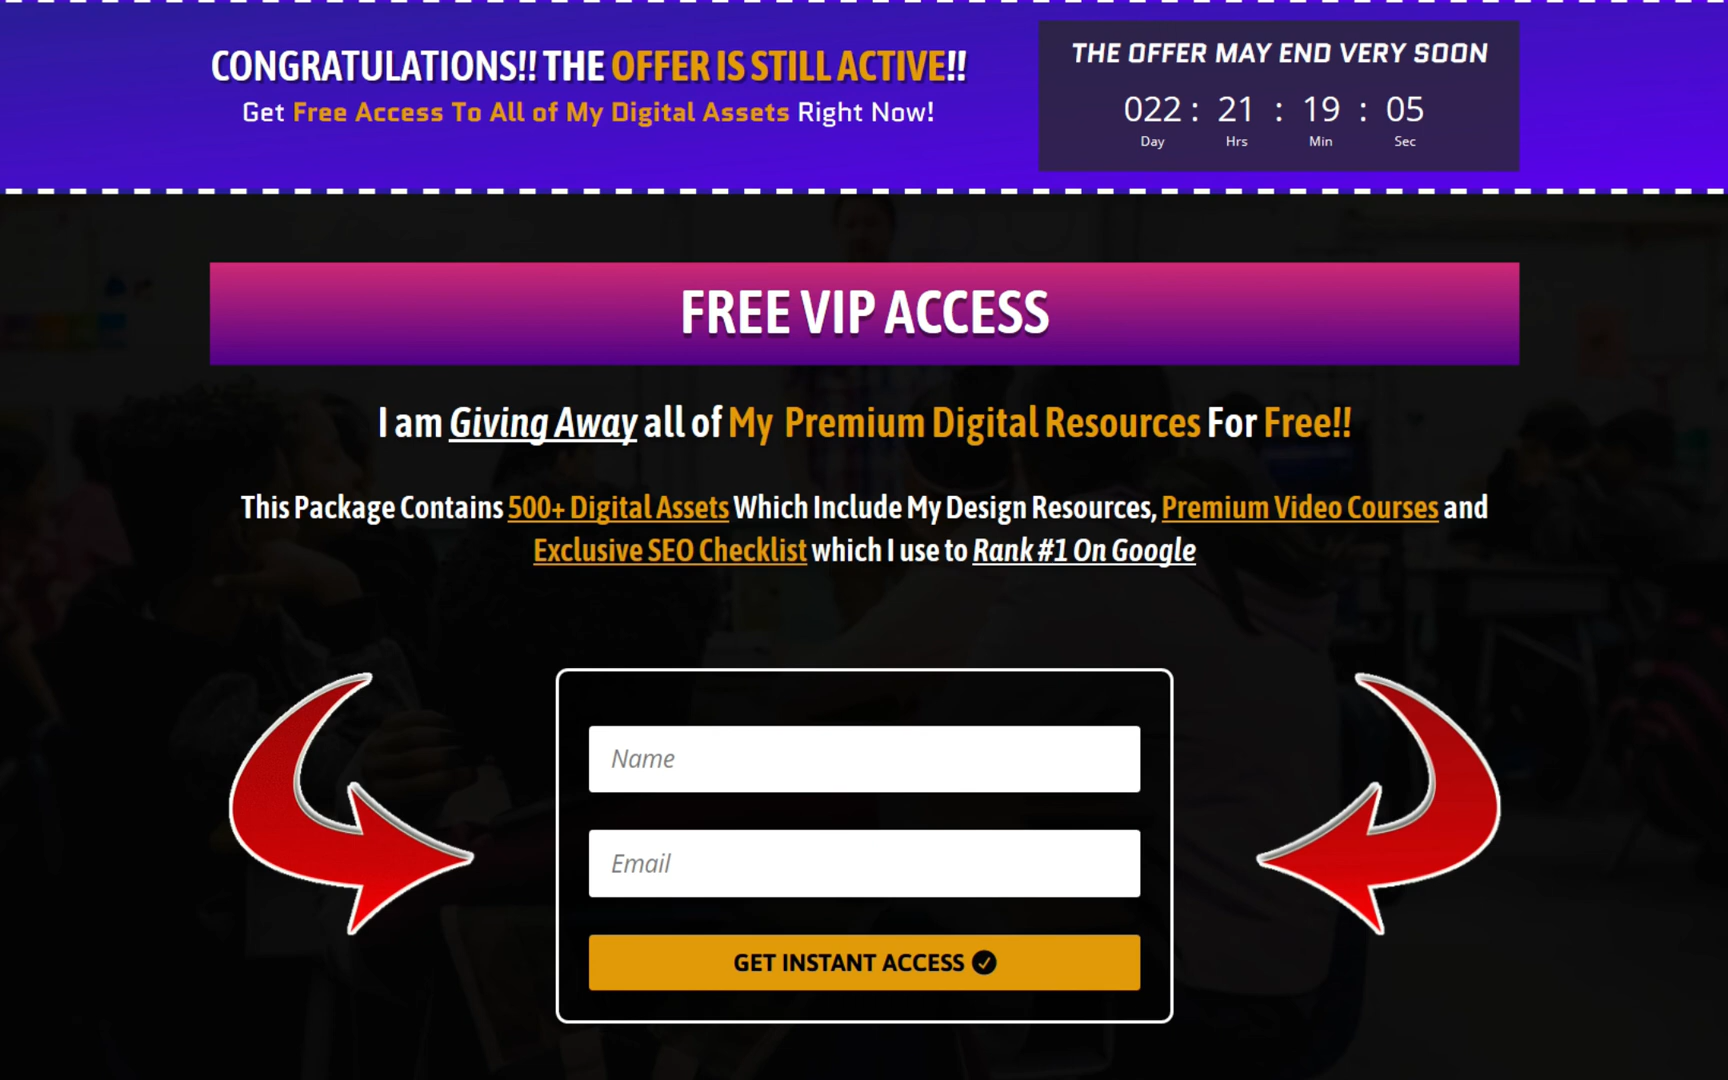 CONGRATULATIONS!! THE OFFER IS STILL ACTIVE!!
Get Free Access To All of My Digital Assets Right Now!
THE OFFER MAY END VERY SOON
022 : 21 : 19 : 05
Day Hrs Min Sec
FREE VIP ACCESS
I am Giving Away all of My Premium Digital Resources For Free!!
This Package Contains 500+ Digital Assets Which Include My Design Resources, Premium Video Courses and
Exclusive SEO Checklist which I use to Rank #1 On Google
Name
Email
GET INSTANT ACCESS